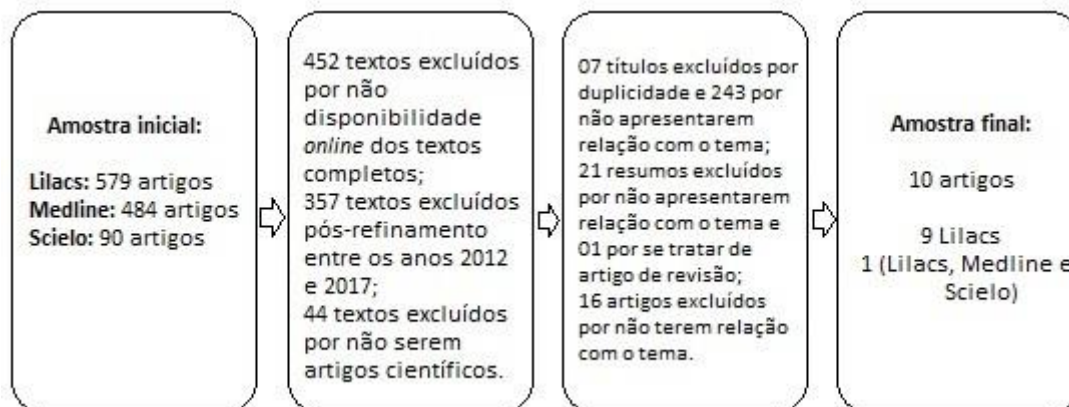 Amostra inicial:
Lilacs: 579 artigos
Medline: 484 artigos
Scielo: 90 artigos
452 textos excluídos
por não
disponibilidade
online dos textos
completos;
357 textos excluídos
pós-refinamento
entre os anos 2012
e 2017;
44 textos excluídos
por não serem
artigos científicos.
07 títulos excluídos por
duplicidade e 243 por
não apresentarem
relação com o tema;
21 resumos excluídos
por não apresentarem
relação com o tema e
01 por se tratar de
artigo de revisão;
16 artigos excluídos
por não terem relação
com o tema.
Amostra final:
10 artigos
9 Lilacs
1 (Lilacs, Medline e
Scielo)